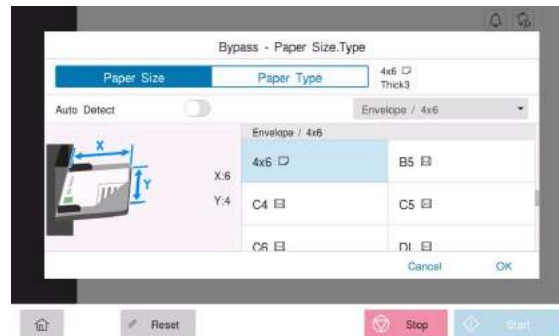 Bypass - Paper Size.Type
Paper Size
Paper Type
4x6
Thick3
Auto Detect
Envelope / 4x6
Envelope / 4x6
X
Y
X:6
Y:4
4x6
B5
C4
C5
C6
DL
Cancel
OK
Reset
Stop
Start